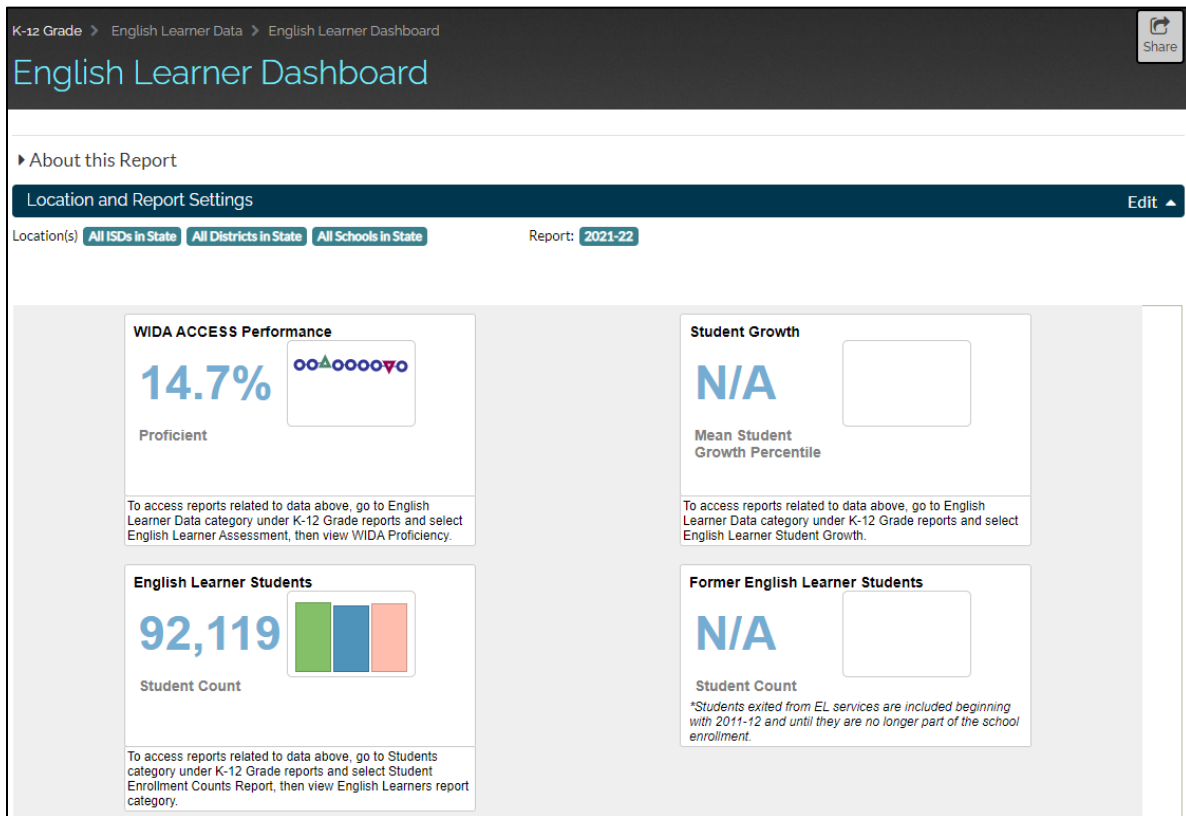 K-12 Grade > English Learner Data > English Learner Dashboard
Share
English Learner Dashboard
About this Report
Location and Report Settings
Edit
Location(s) All ISDs in State All Districts in State All Schools in State Report: 2021-22
WIDA ACCESS Performance
14.7%
Proficient
To access reports related to data above, go to English
Learner Data category under K-12 Grade reports and select
English Learner Assessment, then view WIDA Proficiency.
Student Growth
N/A
Mean Student
Growth Percentile
To access reports related to data above, go to English
Learner Data category under K-12 Grade reports and select
English Learner Student Growth.
English Learner Students
92,119
Student Count
To access reports related to data above, go to Students
category under K-12 Grade reports and select Student
Enrollment Counts Report, then view English Learners report
category.
Former English Learner Students
N/A
Student Count
*Students exited from EL services are included beginning
with 2011-12 and until they are no longer part of the school
enrollment.